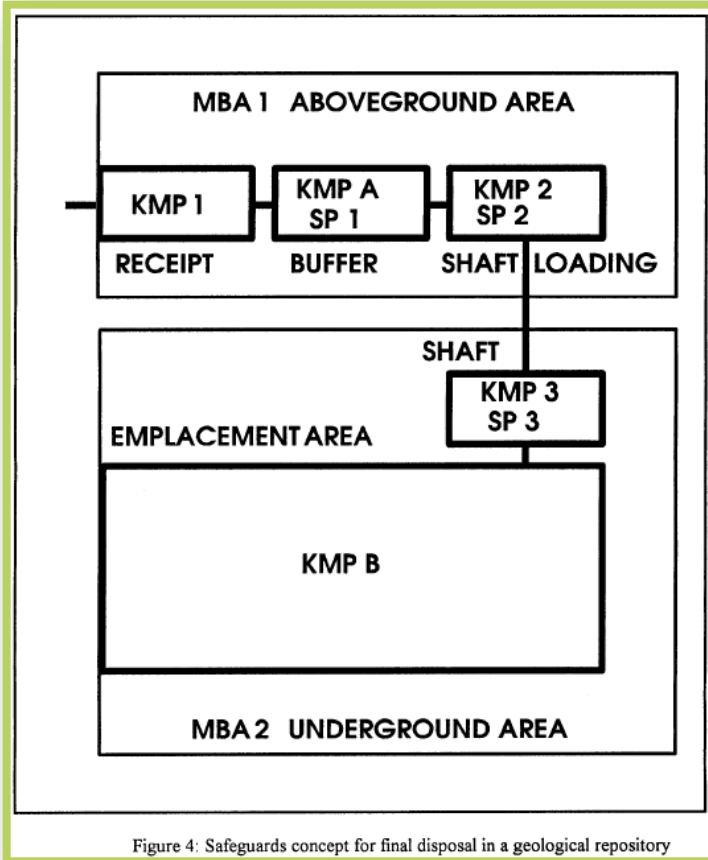 MBA 1 ABOVEGROUND AREA
KMP 1
KMP A
SP 1
KMP 2
SP 2
RECEIPT
BUFFER
SHAFT LOADING
SHAFT
KMP 3
SP 3
EMPLACEMENT AREA
KMP B
MBA 2 UNDERGROUND AREA
Figure 4: Safeguards concept for final disposal in a geological repository